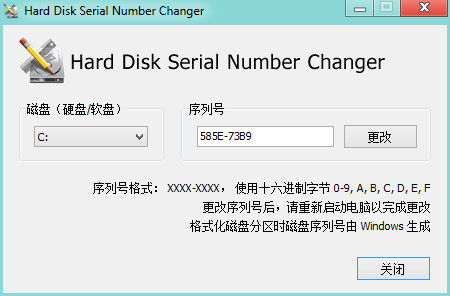 Hard Disk Serial Number Changer
Hard Disk Serial Number Changer
磁盘（硬盘/软盘）
序列号
C:
585E-73B9
更改
序列号格式： XXXX-XXXX， 使用十六进制字节 0-9, A, B, C, D, E, F
更改序列号后，请重新启动电脑以完成更改
格式化磁盘分区时磁盘序列号由 Windows 生成
关闭